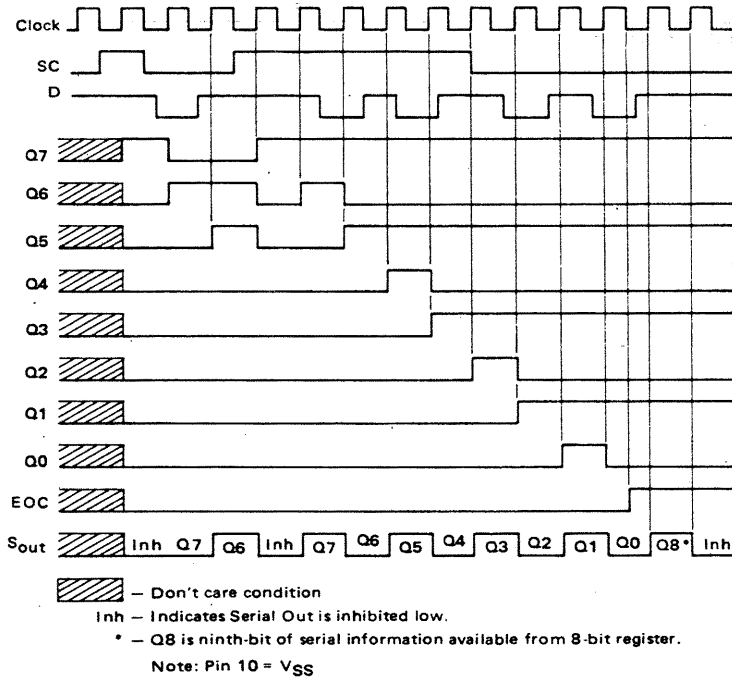 Clock
SC
D
Q7
Q6
Q5
Q4
Q3
Q2
Q1
Q0
EOC
Sout Inh Q7 Q6 Inh Q7 Q6 Q5 Q4 Q3 Q2 Q1 Q0 Q8* Inh
— Don't care condition
Inh — Indicates Serial Out is inhibited low.
* — Q8 is ninth-bit of serial information available from 8-bit register.
Note: Pin 10 = VSS